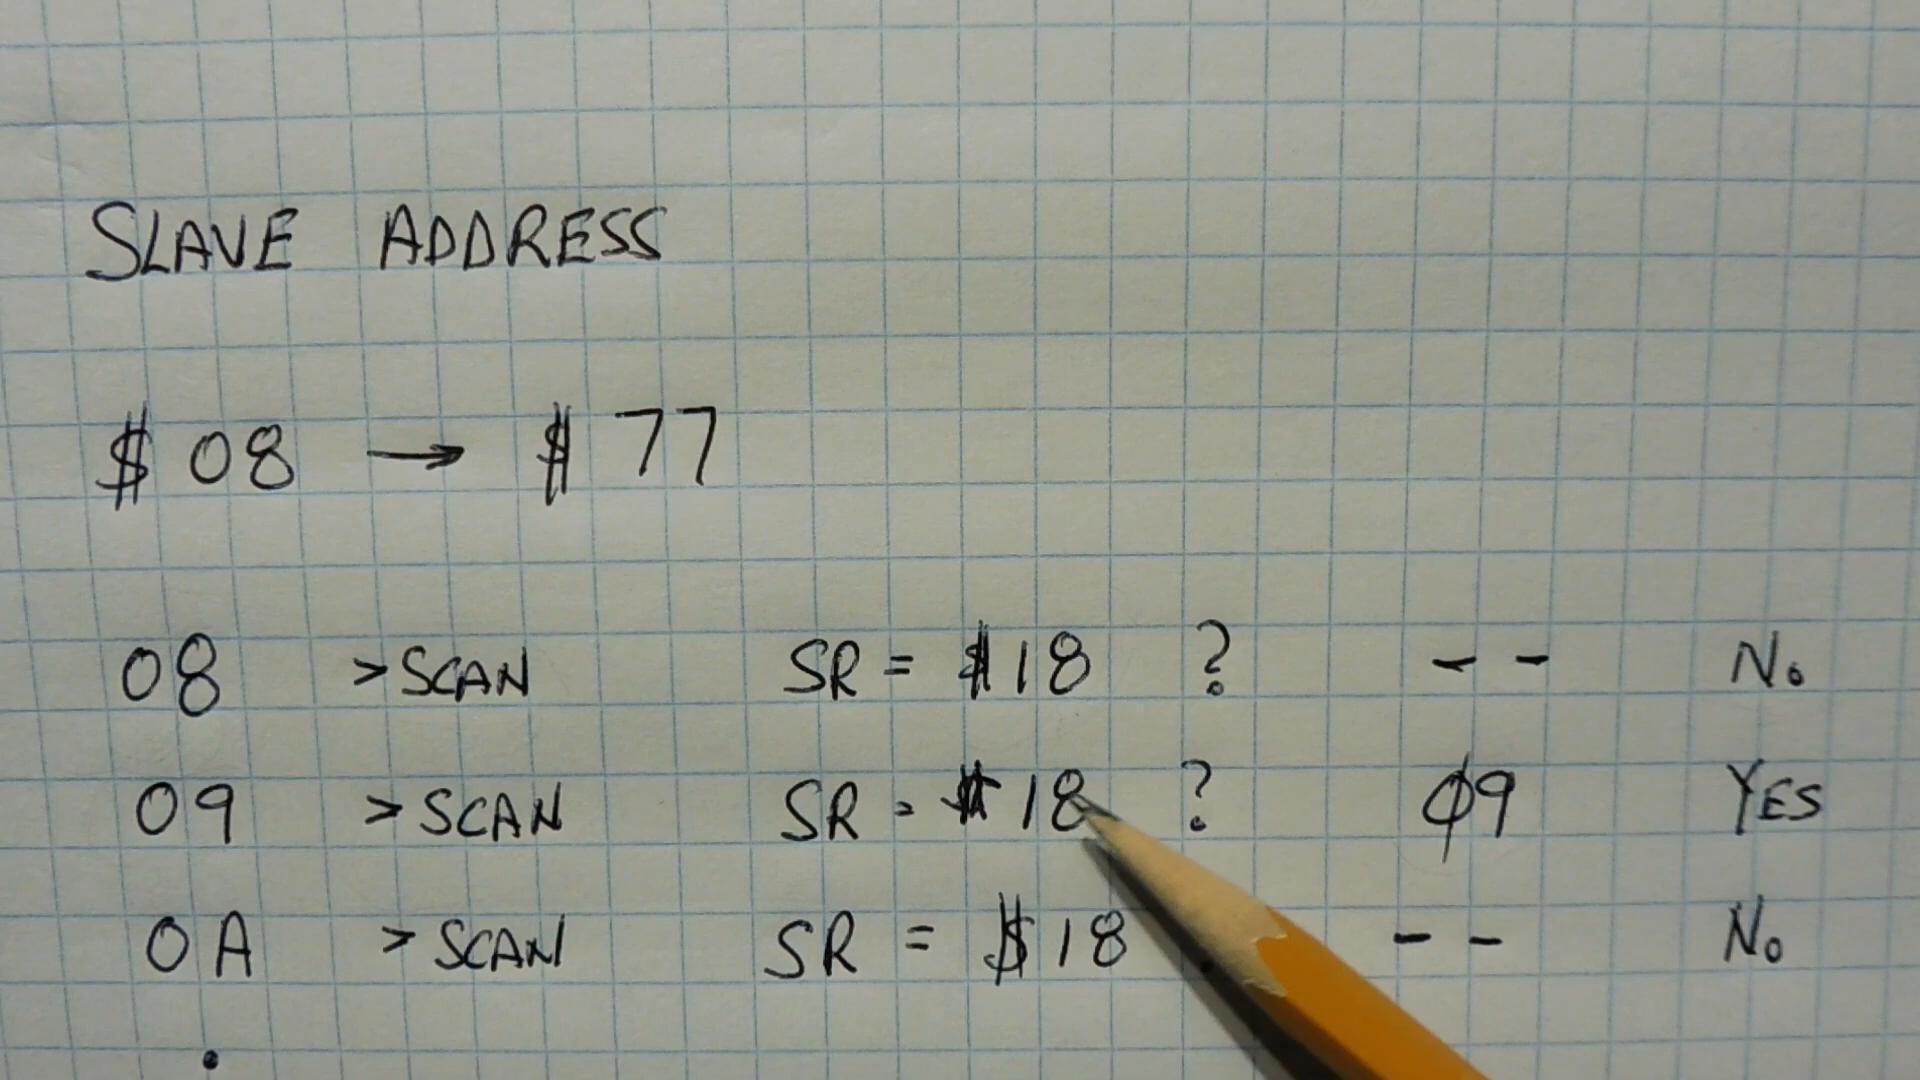 SLAVE ADDRESS
$ 08 → $ 77
08 > SCAN SR = $18 ? - - No
09 > SCAN SR = $18 ? 09 YES
0A > SCAN SR = $18 - - No